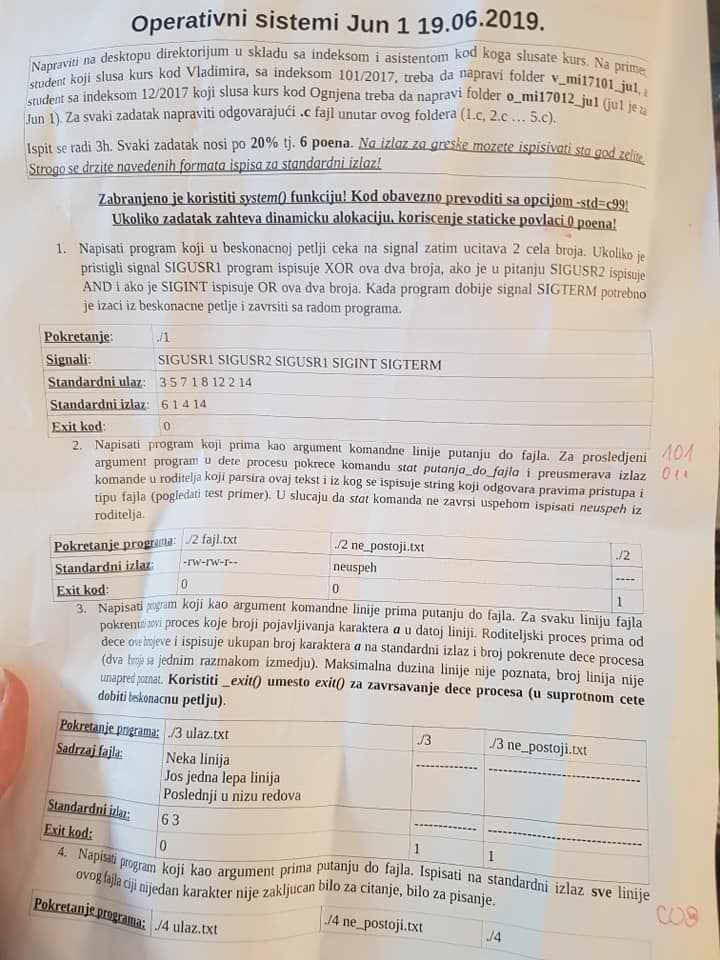 Operativni sistemi Jun 1 19.06.2019.
Napraviti na desktopu direktorijum u skladu sa indeksom i asistentom kod koga slusate kurs. Na primer
student koji slusa kurs kod Vladimira, sa indeksom 101/2017, treba da napravi folder v_mi17101_ju1, a
student sa indeksom 12/2017 koji slusa kurs kod Ognjena treba da napravi folder o_mi17012_ju1 (ju1 je za
Jun 1). Za svaki zadatak napraviti odgovarajući .c fajl unutar ovog foldera (1.c, 2.c … 5.c).
Ispit se radi 3h. Svaki zadatak nosi po 20% tj. 6 poena. Na izlaz za greske mozete ispisivati sta god zelite.
Strogo se drzite navedenih formata ispisa za standardni izlaz!
Zabranjeno je koristiti system() funkciju! Kod obavezno prevoditi sa opcijom -std=c99!
Ukoliko zadatak zahteva dinamicku alokaciju, koriscenje staticke povlaci 0 poena!
1. Napisati program koji u beskonacnoj petlji ceka na signal zatim ucitava 2 cela broja. Ukoliko je
pristigli signal SIGUSR1 program ispisuje XOR ova dva broja, ako je u pitanju SIGUSR2 ispisuje
AND i ako je SIGINT ispisuje OR ova dva broja. Kada program dobije signal SIGTERM potrebno
je izaci iz beskonacne petlje i zavrsiti sa radom programa.
Pokretanje: ./1
Signali: SIGUSR1 SIGUSR2 SIGUSR1 SIGINT SIGTERM
Standardni ulaz: 3 5 7 1 8 12 2 14
Standardni izlaz: 6 1 4 14
Exit kod: 0
2. Napisati program koji prima kao argument komandne linije putanju do fajla. Za prosledjeni
argument program u dete procesu pokrece komandu stat putanja_do_fajla i preusmerava izlaz
komande u roditelja koji parsira ovaj tekst i iz kog se ispisuje string koji odgovara pravima pristupa i
tipu fajla (pogledati test primer). U slucaju da stat komanda ne zavrsi uspehom ispisati neuspeh iz
roditelja.
101
011
Pokretanje programa: ./2 fajl.txt ./2 ne_postoji.txt ./2
Standardni izlaz: -rw-rw-r-- neuspeh ----
Exit kod: 0 0 1
3. Napisati program koji kao argument komandne linije prima putanju do fajla. Za svaku liniju fajla
pokrenuti novi proces koje broji pojavljivanja karaktera a u datoj liniji. Roditeljski proces prima od
dece ove brojeve i ispisuje ukupan broj karaktera a na standardni izlaz i broj pokrenute dece procesa
(dva broja sa jednim razmakom izmedju). Maksimalna duzina linije nije poznata, broj linija nije
unapred poznat. Koristiti _exit() umesto exit() za zavrsavanje dece procesa (u suprotnom cete
dobiti beskonacnu petlju).
Pokretanje programa: ./3 ulaz.txt ./3 ./3 ne_postoji.txt
Sadrzaj fajla: Neka linija ------------- ------------------------------
Jos jedna lepa linija
Poslednji u nizu redova
Standardni izlaz: 6 3 ------------- ------------------------------
Exit kod: 0 1 1
4. Napisati program koji kao argument prima putanju do fajla. Ispisati na standardni izlaz sve linije
ovog fajla ciji nijedan karakter nije zakljucan bilo za citanje, bilo za pisanje.
Pokretanje programa: ./4 ulaz.txt ./4 ne_postoji.txt ./4